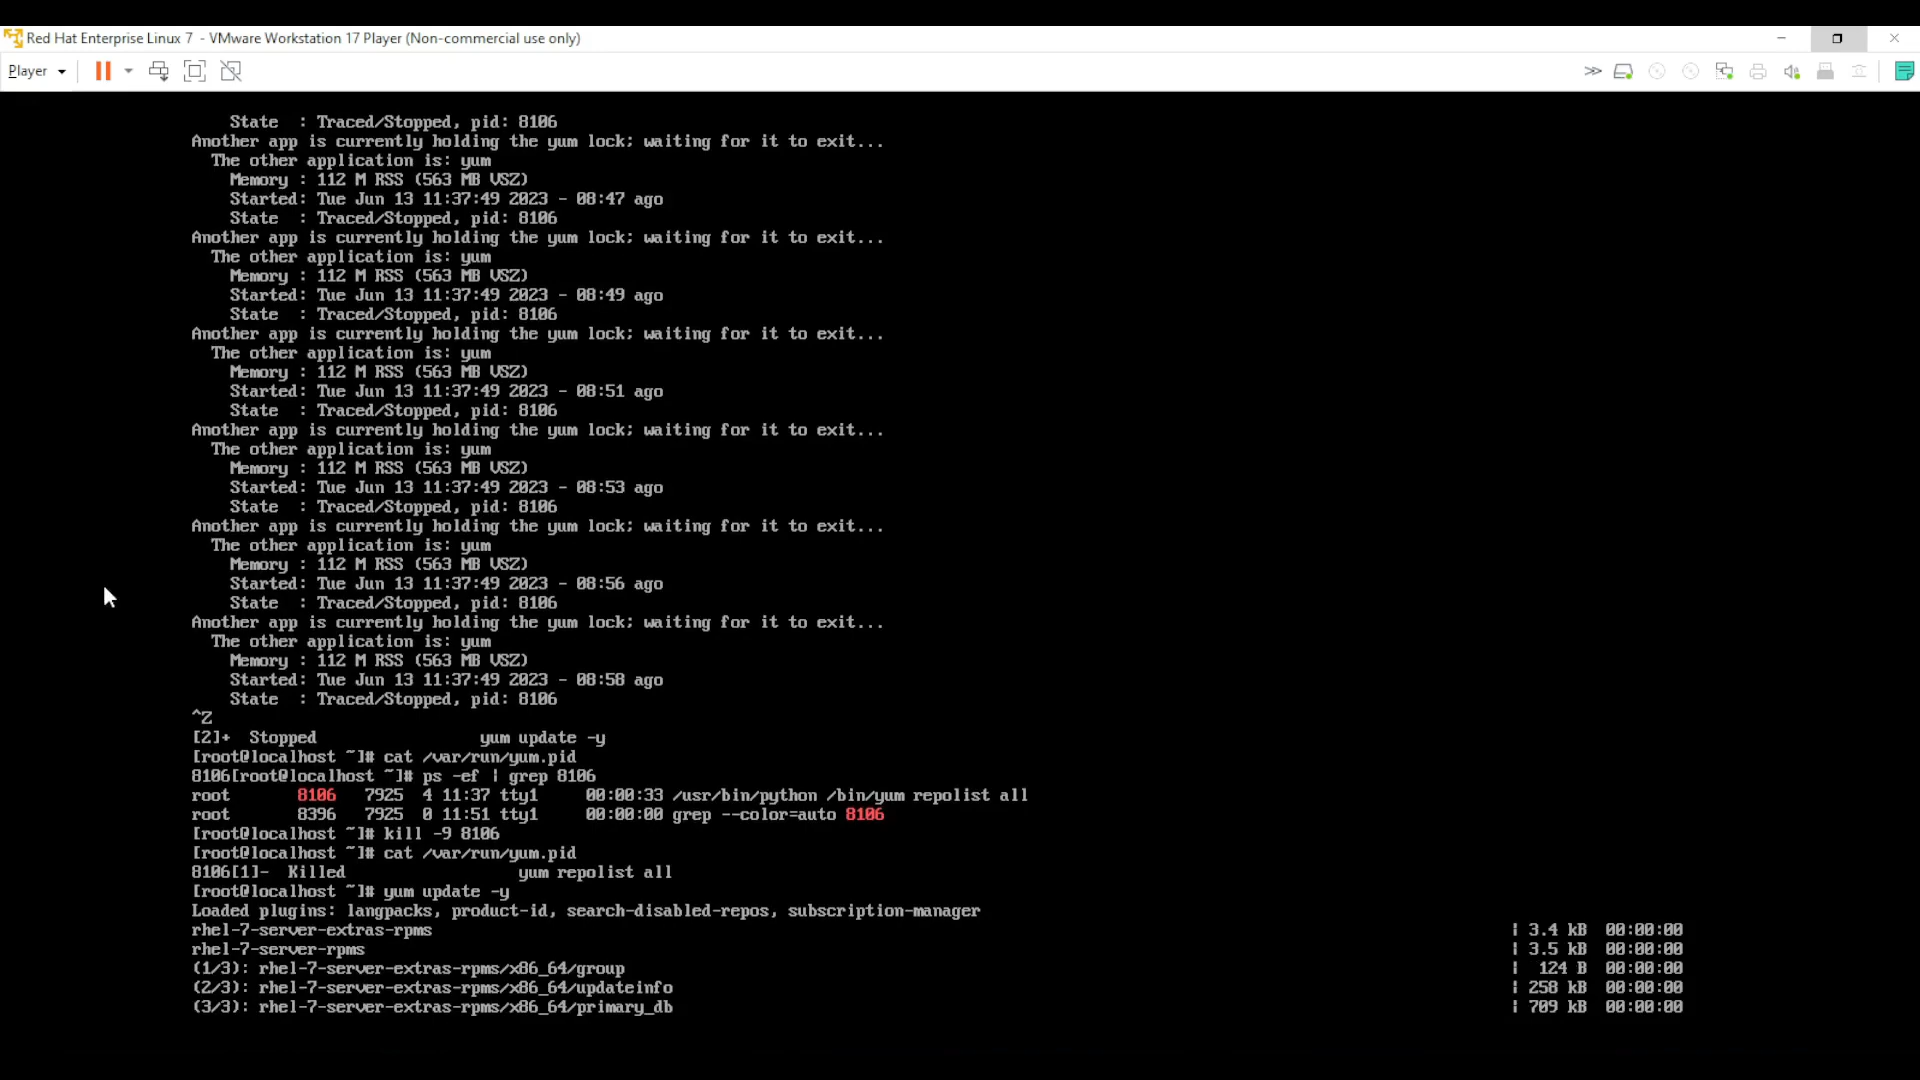 Red Hat Enterprise Linux 7 - VMware Workstation 17 Player (Non-commercial use only)
Player
State : Traced/Stopped, pid: 8106
Another app is currently holding the yum lock; waiting for it to exit...
The other application is: yum
Memory : 112 M RSS (563 MB VSZ)
Started: Tue Jun 13 11:37:49 2023 - 08:47 ago
State : Traced/Stopped, pid: 8106
Another app is currently holding the yum lock; waiting for it to exit...
The other application is: yum
Memory : 112 M RSS (563 MB VSZ)
Started: Tue Jun 13 11:37:49 2023 - 08:49 ago
State : Traced/Stopped, pid: 8106
Another app is currently holding the yum lock; waiting for it to exit...
The other application is: yum
Memory : 112 M RSS (563 MB VSZ)
Started: Tue Jun 13 11:37:49 2023 - 08:51 ago
State : Traced/Stopped, pid: 8106
Another app is currently holding the yum lock; waiting for it to exit...
The other application is: yum
Memory : 112 M RSS (563 MB VSZ)
Started: Tue Jun 13 11:37:49 2023 - 08:53 ago
State : Traced/Stopped, pid: 8106
Another app is currently holding the yum lock; waiting for it to exit...
The other application is: yum
Memory : 112 M RSS (563 MB VSZ)
Started: Tue Jun 13 11:37:49 2023 - 08:56 ago
State : Traced/Stopped, pid: 8106
Another app is currently holding the yum lock; waiting for it to exit...
The other application is: yum
Memory : 112 M RSS (563 MB VSZ)
Started: Tue Jun 13 11:37:49 2023 - 08:58 ago
State : Traced/Stopped, pid: 8106
^Z
[2]+ Stopped yum update -y
[root@localhost ~]# cat /var/run/yum.pid
8106[root@localhost ~]# ps -ef | grep 8106
root 8106 7925 4 11:37 tty1 00:00:33 /usr/bin/python /bin/yum repolist all
root 8396 7925 0 11:51 tty1 00:00:00 grep --color=auto 8106
[root@localhost ~]# kill -9 8106
[root@localhost ~]# cat /var/run/yum.pid
8106[1]- Killed yum repolist all
[root@localhost ~]# yum update -y
Loaded plugins: langpacks, product-id, search-disabled-repos, subscription-manager
rhel-7-server-extras-rpms | 3.4 kB 00:00:00
rhel-7-server-rpms | 3.5 kB 00:00:00
(1/3): rhel-7-server-extras-rpms/x86_64/group | 124 B 00:00:00
(2/3): rhel-7-server-extras-rpms/x86_64/updateinfo | 258 kB 00:00:00
(3/3): rhel-7-server-extras-rpms/x86_64/primary_db | 709 kB 00:00:00